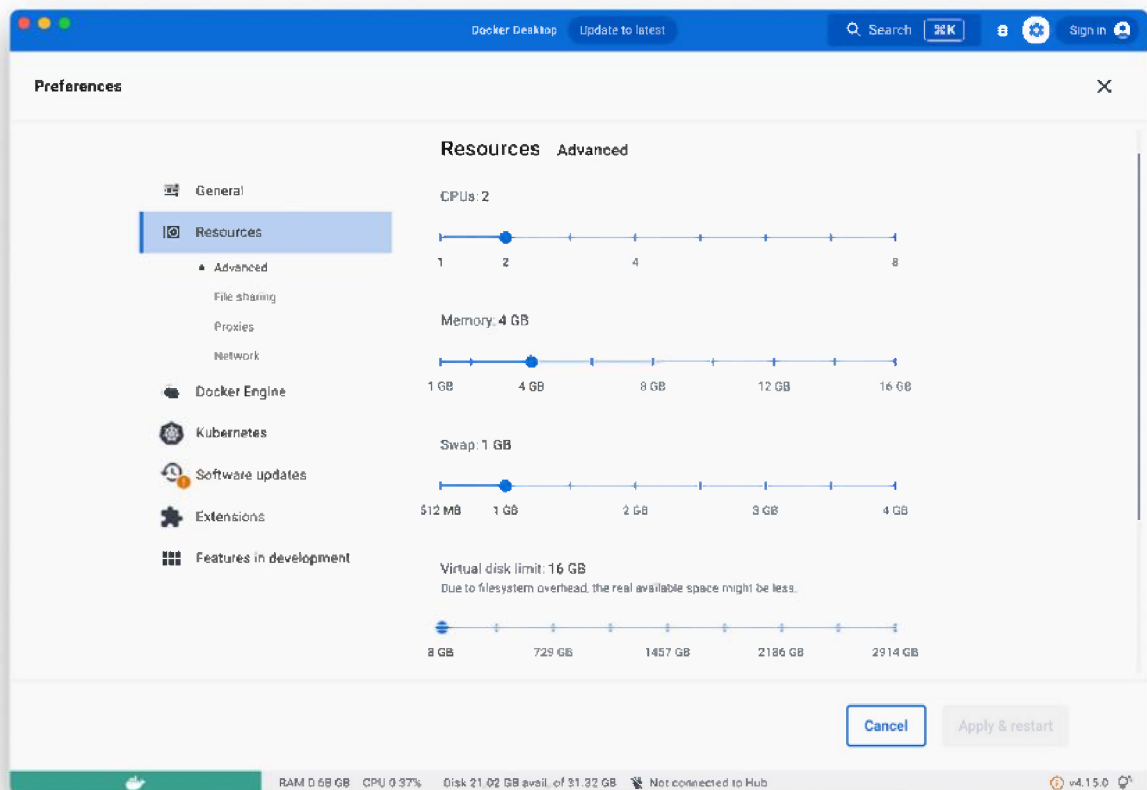 Docker Desktop Update to latest Search ⌘K Sign in
Preferences
Resources Advanced
General
Resources
Advanced
File sharing
Proxies
Network
Docker Engine
Kubernetes
Software updates
Extensions
Features in development
CPUs: 2
1 2 4 8
Memory: 4 GB
1 GB 4 GB 8 GB 12 GB 16 GB
Swap: 1 GB
512 MB 1 GB 2 GB 3 GB 4 GB
Virtual disk limit: 16 GB
Due to filesystem overhead, the real available space might be less.
8 GB 729 GB 1457 GB 2186 GB 2914 GB
Cancel Apply & restart
RAM 0.68 GB CPU 0.37% Disk 21.02 GB avail. of 31.32 GB Not connected to Hub v4.15.0